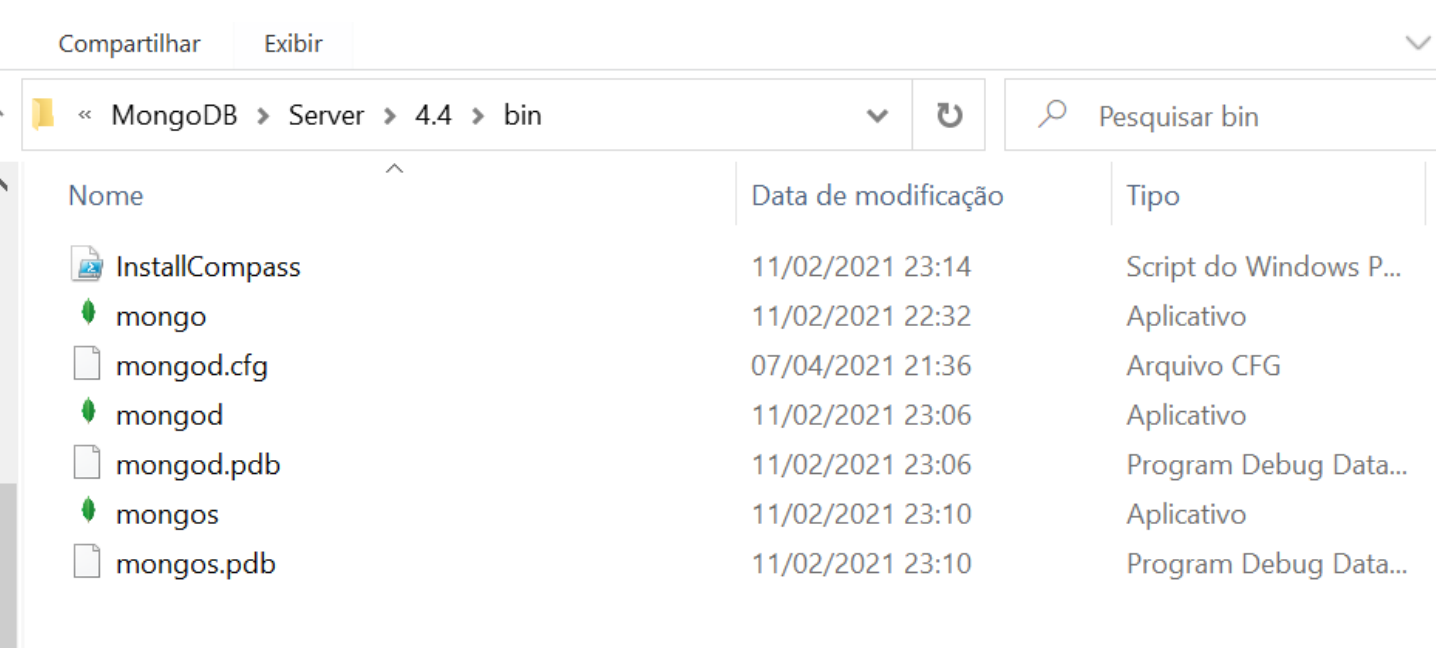 Compartilhar Exibir
« MongoDB > Server > 4.4 > bin Pesquisar bin
Nome Data de modificação Tipo
InstallCompass 11/02/2021 23:14 Script do Windows P...
mongo 11/02/2021 22:32 Aplicativo
mongod.cfg 07/04/2021 21:36 Arquivo CFG
mongod 11/02/2021 23:06 Aplicativo
mongod.pdb 11/02/2021 23:06 Program Debug Data...
mongos 11/02/2021 23:10 Aplicativo
mongos.pdb 11/02/2021 23:10 Program Debug Data...